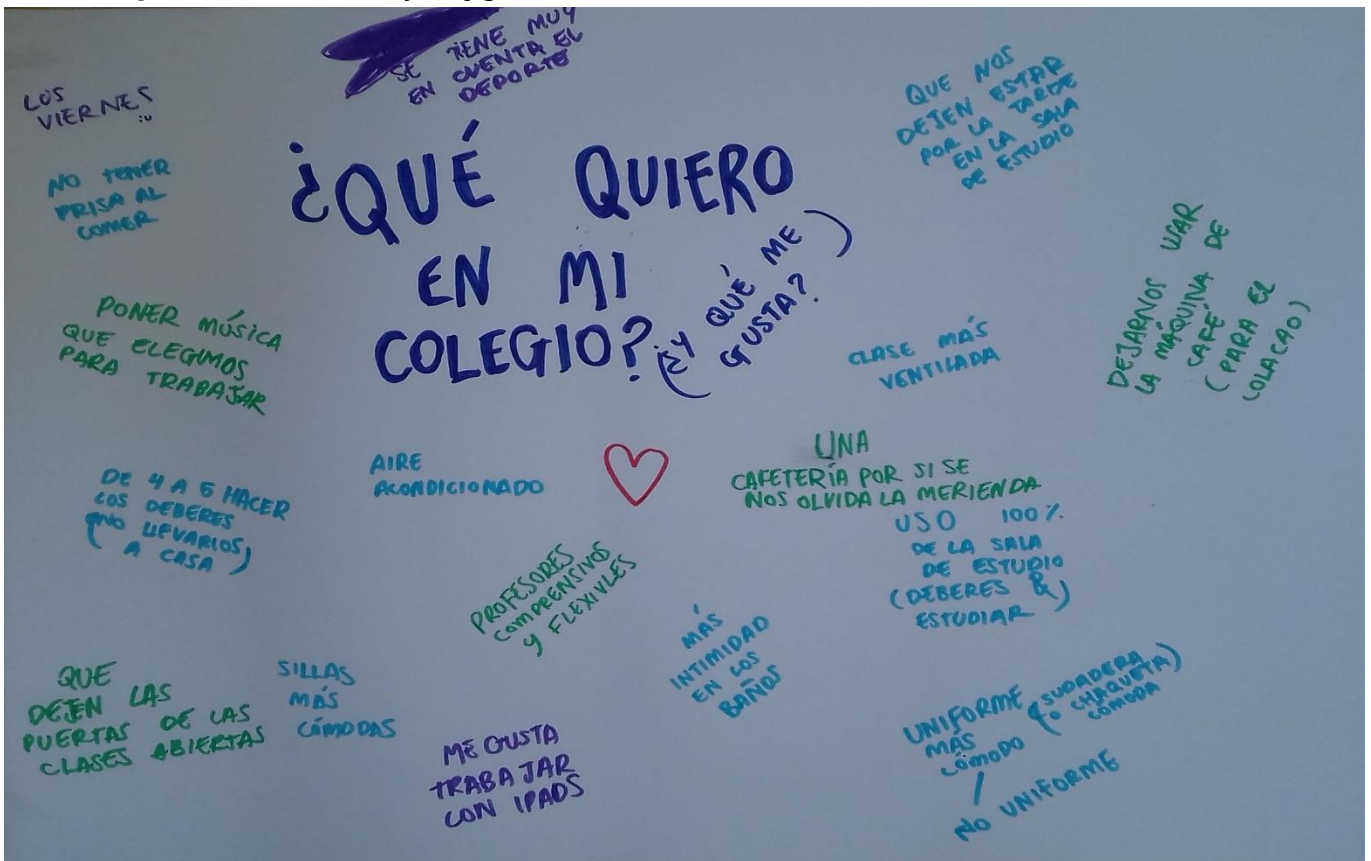 SE TIENE MUY
EN CUENTA EL
DEPORTE
LOS
VIERNES
¿QUÉ QUIERO
EN MI
COLEGIO?
(¿Y QUÉ ME
GUSTA?)
QUE NOS
DEJEN ESTAR
POR LA TARDE
EN LA SALA
DE ESTUDIO
NO TENER
PRISA AL
COMER
DEJARNOS USAR
LA MÁQUINA DE
CAFÉ
(PARA EL
COLACAO)
PONER MÚSICA
QUE ELEGIMOS
PARA TRABAJAR
CLASE MÁS
VENTILADA
AIRE
ACONDICIONADO
UNA
CAFETERÍA POR SI SE
NOS OLVIDA LA MERIENDA
DE 4 A 5 HACER
LOS DEBERES
(NO LLEVARLOS
A CASA)
USO 100%
DE LA SALA
DE ESTUDIO
(DEBERES &
ESTUDIAR)
PROFESORES
COMPRENSIVOS
Y FLEXIVLES
MÁS
INTIMIDAD
EN LOS
BAÑOS
QUE
DEJEN LAS
PUERTAS DE LAS
CLASES ABIERTAS
SILLAS
MÁS
CÓMODAS
ME GUSTA
TRABAJAR
CON IPADS
UNIFORME
MÁS
CÓMODO
(SUDADERA
O CHAQUETA)
CÓMODA
/
NO UNIFORME